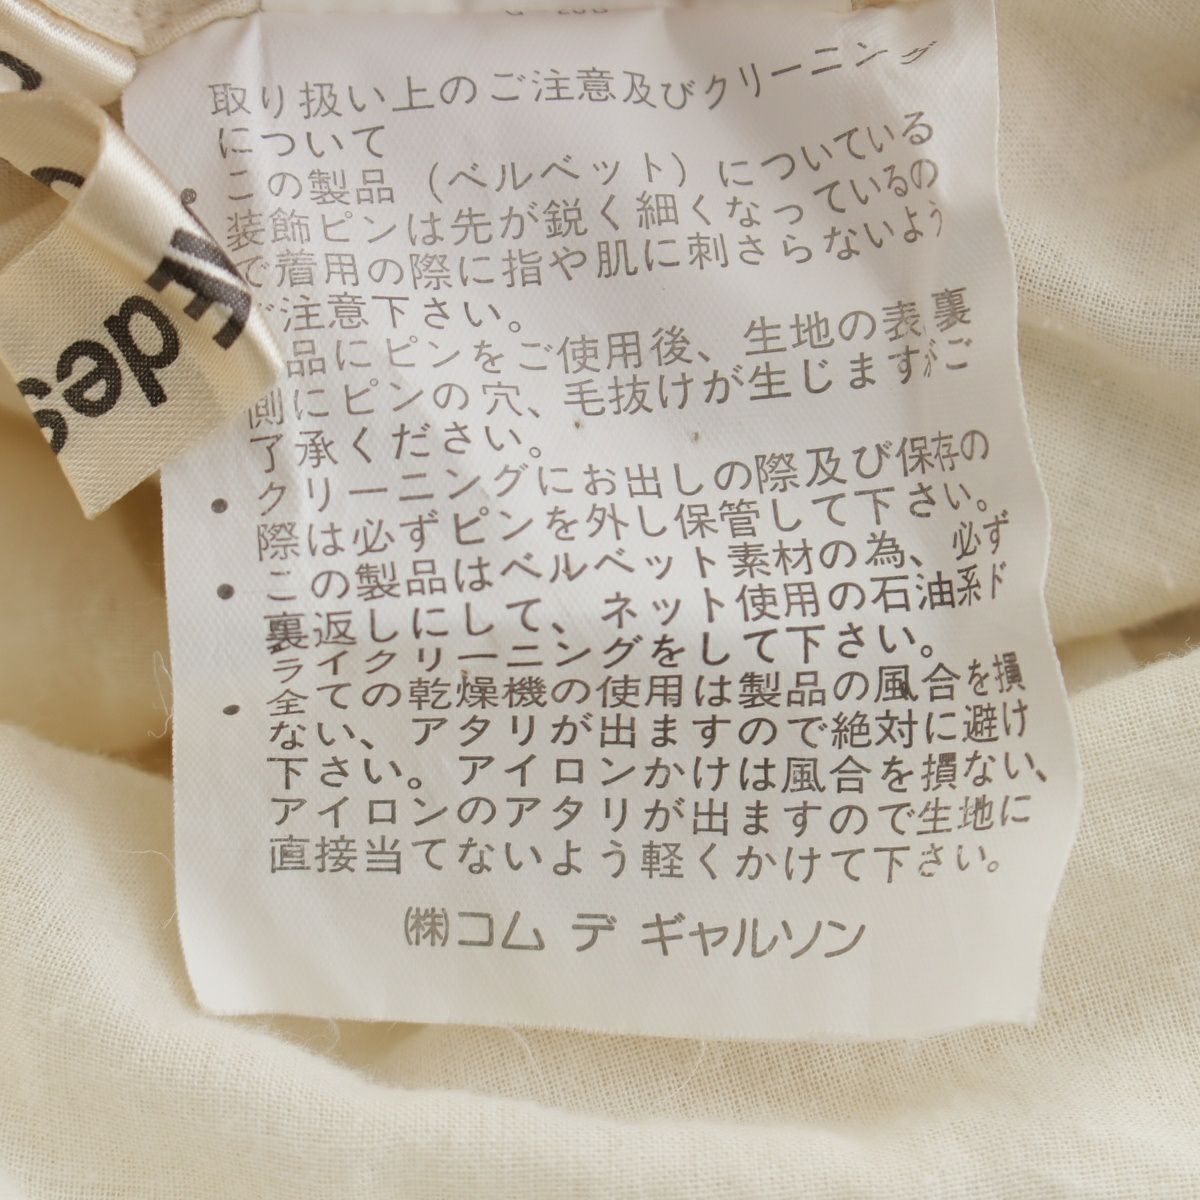 取り扱い上のご注意及びクリーニング
について
・この製品(ベルベット)についている
装飾ピンは先が鋭く細くなっているの
で着用の際に指や肌に刺さらないよう
ご注意下さい。
品にピンをご使用後、生地の表裏
側にピンの穴、毛抜けが生じますがご
了承ください。
・クリーニングにお出しの際及び保存の
際は必ずピンを外し保管して下さい。
・この製品はベルベット素材の為、必ず
裏返しにして、ネット使用の石油系ド
ライクリーニングをして下さい。
・全ての乾燥機の使用は製品の風合を損
ない、アタリが出ますので絶対に避け
下さい。アイロンかけは風合を損ない、
アイロンのアタリが出ますので生地に
直接当てないよう軽くかけて下さい。
㈱コム デ ギャルソン
des